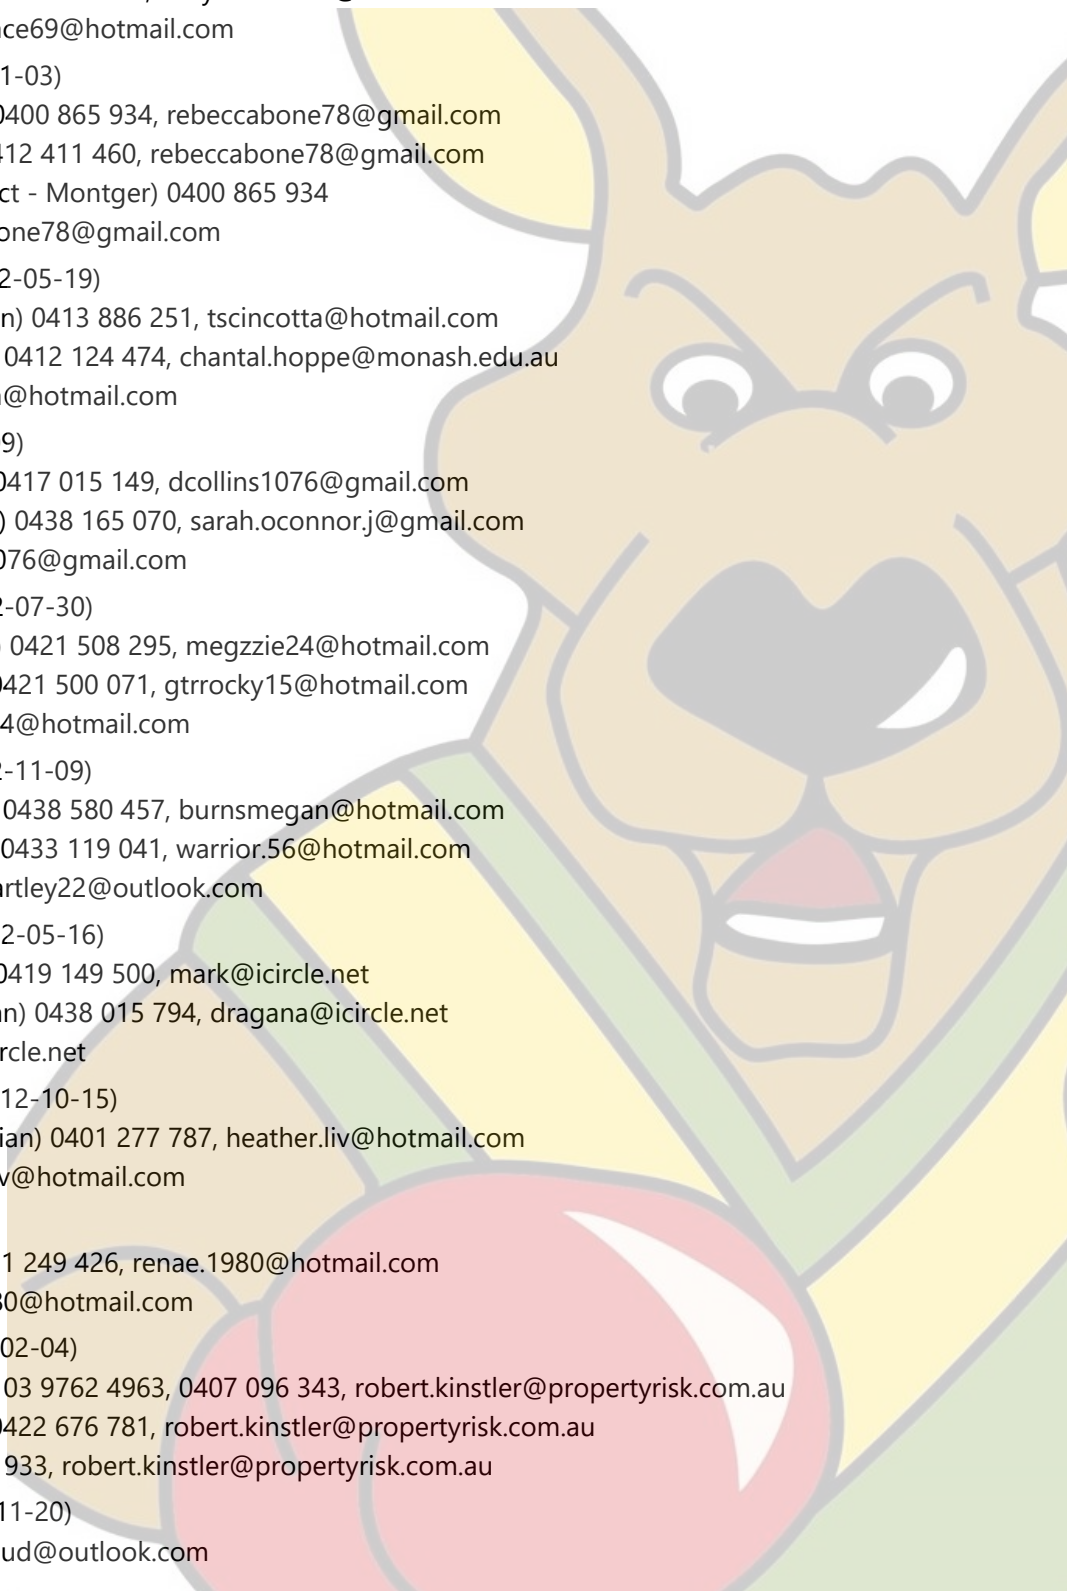 ce69@hotmail.com
1-03)
0400 865 934, rebeccabone78@gmail.com
412 411 460, rebeccabone78@gmail.com
ct - Montger) 0400 865 934
one78@gmail.com
2-05-19)
n) 0413 886 251, tscincotta@hotmail.com
0412 124 474, chantal.hoppe@monash.edu.au
@hotmail.com
9)
0417 015 149, dcollins1076@gmail.com
) 0438 165 070, sarah.oconnor.j@gmail.com
076@gmail.com
2-07-30)
0421 508 295, megzzie24@hotmail.com
0421 500 071, gtrrocky15@hotmail.com
4@hotmail.com
2-11-09)
0438 580 457, burnsmegan@hotmail.com
0433 119 041, warrior.56@hotmail.com
artley22@outlook.com
2-05-16)
0419 149 500, mark@icircle.net
an) 0438 015 794, dragana@icircle.net
rcle.net
12-10-15)
ian) 0401 277 787, heather.liv@hotmail.com
v@hotmail.com
1 249 426, renae.1980@hotmail.com
80@hotmail.com
02-04)
03 9762 4963, 0407 096 343, robert.kinstler@propertyrisk.com.au
0422 676 781, robert.kinstler@propertyrisk.com.au
933, robert.kinstler@propertyrisk.com.au
11-20)
ud@outlook.com